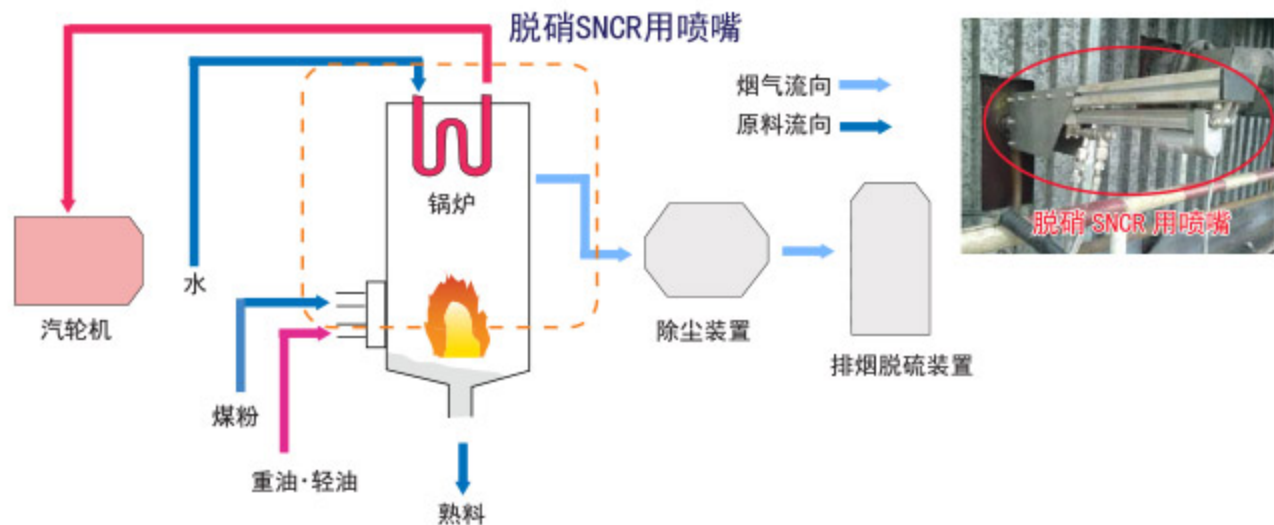 脱硝SNCR用喷嘴
烟气流向
原料流向
锅炉
脱硝 SNCR 用喷嘴
水
汽轮机
除尘装置
排烟脱硫装置
煤粉
重油·轻油
熟料